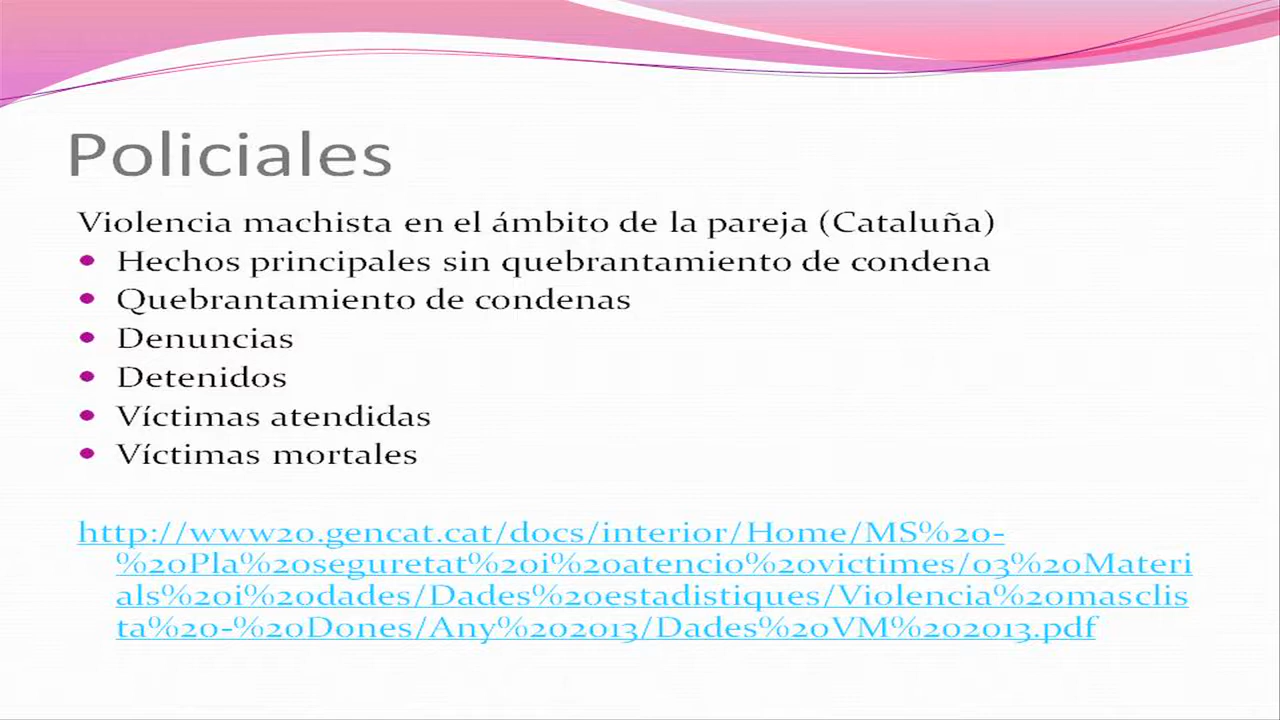 Policiales
Violencia machista en el ámbito de la pareja (Cataluña)
• Hechos principales sin quebrantamiento de condena
• Quebrantamiento de condenas
• Denuncias
• Detenidos
• Víctimas atendidas
• Víctimas mortales
http://www20.gencat.cat/docs/interior/Home/MS%20-
%20Pla%20seguretat%20i%20atencio%20victimes/03%20Materi
als%20i%20dades/Dades%20estadistiques/Violencia%20masclis
ta%20-%20Dones/Any%202013/Dades%20VM%202013.pdf